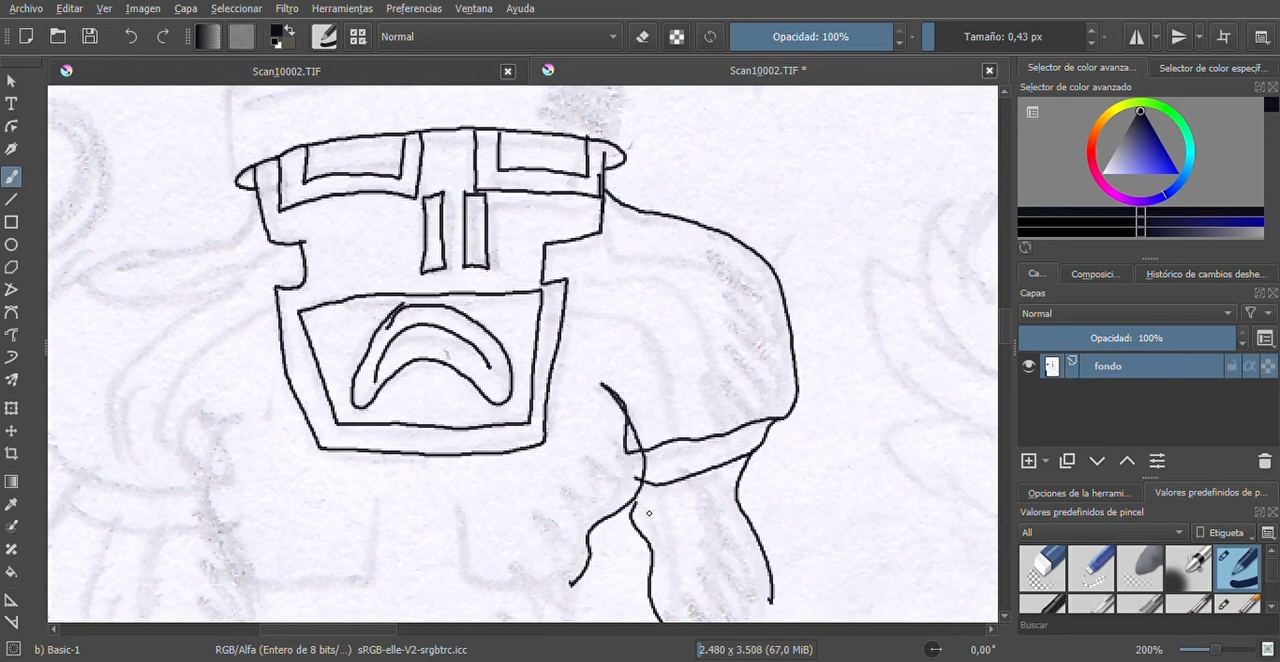 Archivo Editar Ver Imagen Capa Seleccionar Filtro Herramientas Preferencias Ventana Ayuda
Normal Opacidad: 100% Tamaño: 0,43 px
Scan10002.TIF Scan10002.TIF *
Selector de color avanza... Selector de color específ...
Selector de color avanzado
Ca... Composici... Histórico de cambios deshe...
Capas
Normal
Opacidad: 100%
fondo
Opciones de la herrami... Valores predefinidos de p...
Valores predefinidos de pincel
All Etiqueta
Buscar
b) Basic-1 RGB/Alfa (Entero de 8 bits/...) sRGB-elle-V2-srgbtrc.icc 2.480 x 3.508 (67,0 MiB) 0,00° 200%